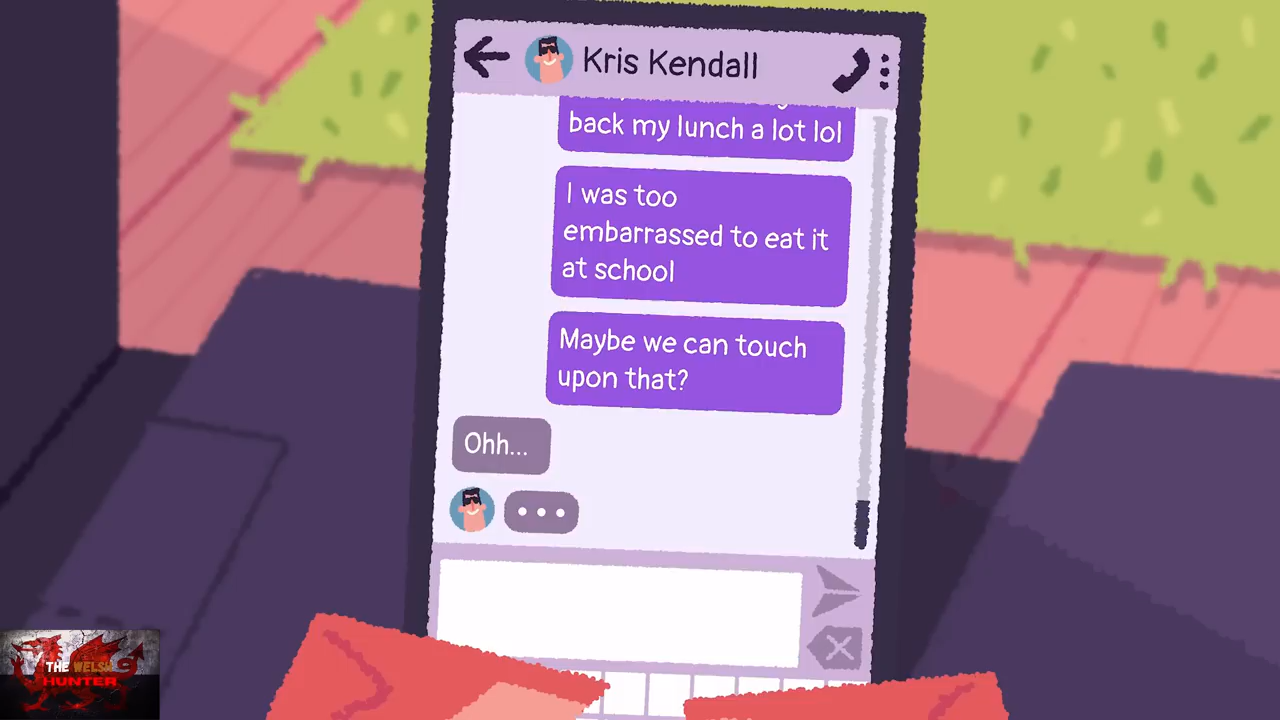 Kris Kendall
back my lunch a lot lol
I was too
embarrassed to eat it
at school
Maybe we can touch
upon that?
Ohh...
THE WELSH
HUNTER